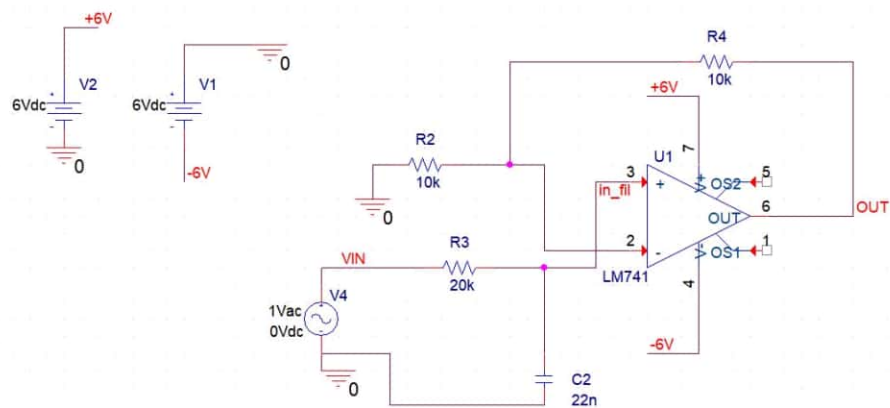 +6V
V2
6Vdc
0
V1
6Vdc
-6V
0
R4
10k
+6V
R2
10k
0
U1
7
3
in_fil
+
V+
OS2
5
OUT
6
OUT
2
-
V-
OS1
1
LM741
4
-6V
VIN
R3
20k
V4
1Vac
0Vdc
0
C2
22n